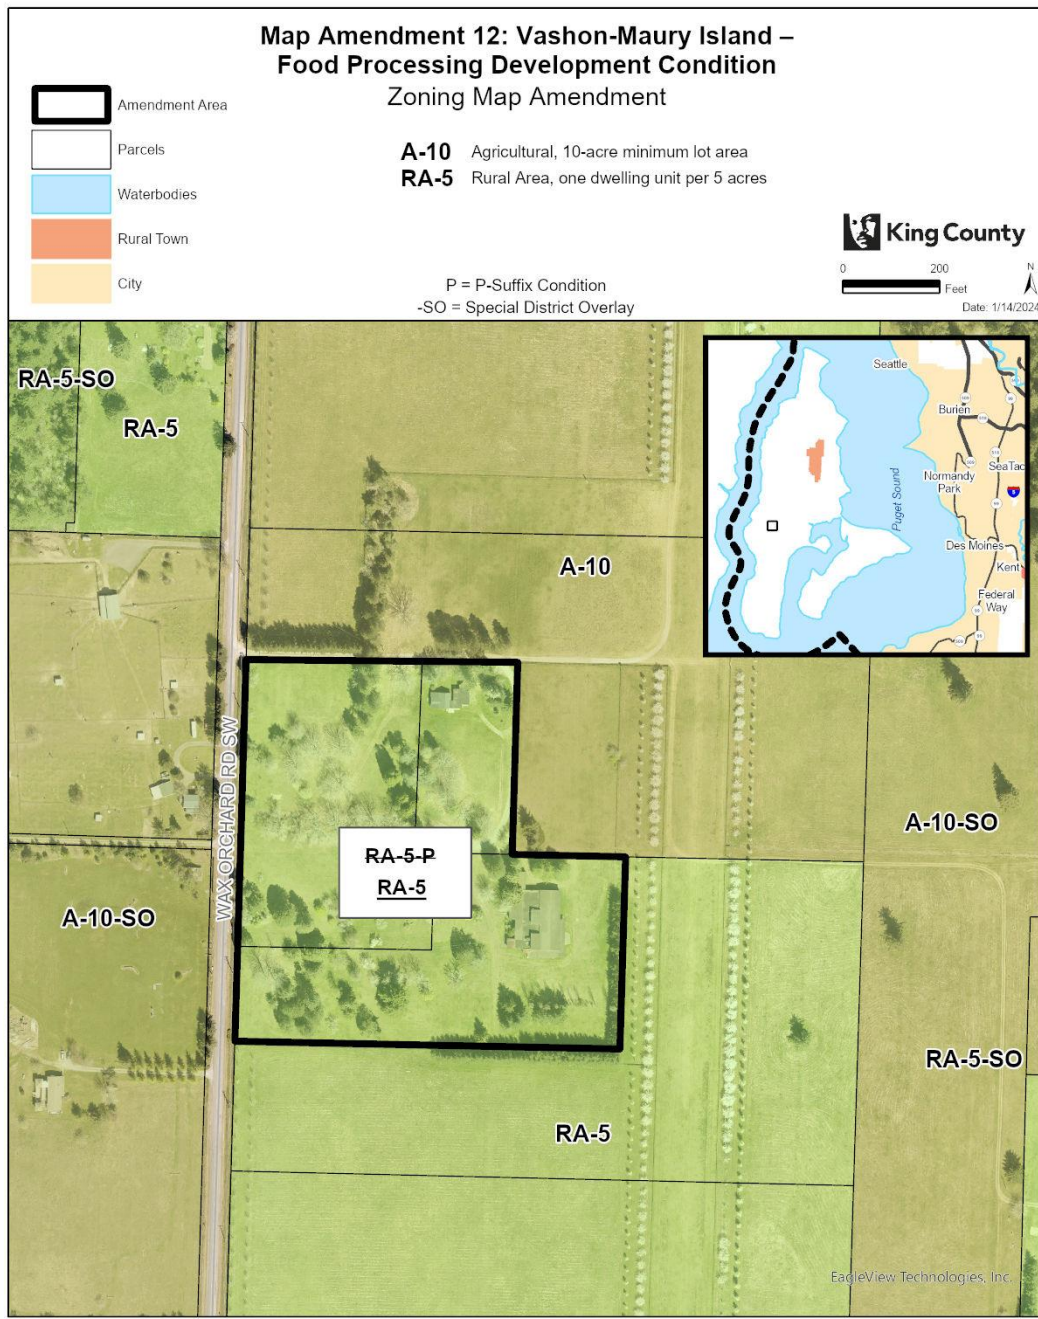 Map Amendment 12: Vashon-Maury Island –
Food Processing Development Condition
Zoning Map Amendment
Amendment Area
Parcels
Waterbodies
Rural Town
City
A-10 Agricultural, 10-acre minimum lot area
RA-5 Rural Area, one dwelling unit per 5 acres
P = P-Suffix Condition
-SO = Special District Overlay
King County
0 200
Feet
N
Date: 1/14/2024
RA-5-SO
RA-5
A-10
Seattle
Burien
Normandy
Park
SeaTac
Puget Sound
Des Moines
Kent
Federal
Way
WAX ORCHARD RD SW
RA-5-P
RA-5
A-10-SO
A-10-SO
RA-5-SO
RA-5
EagleView Technologies, Inc.